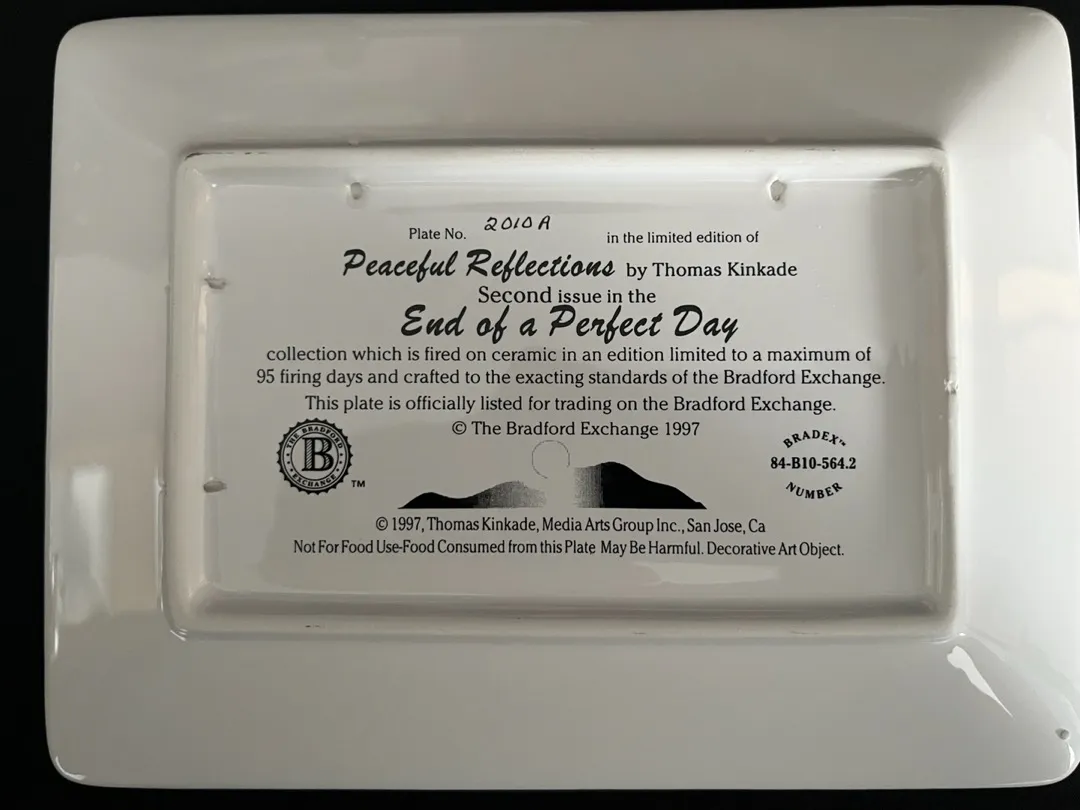 Plate No. 2010A in the limited edition of
Peaceful Reflections by Thomas Kinkade
Second issue in the
End of a Perfect Day
collection which is fired on ceramic in an edition limited to a maximum of
95 firing days and crafted to the exacting standards of the Bradford Exchange.
This plate is officially listed for trading on the Bradford Exchange.
© The Bradford Exchange 1997
THE BRADFORD
B
EXCHANGE
TM
BRADEX™
84-B10-564.2
NUMBER
© 1997, Thomas Kinkade, Media Arts Group Inc., San Jose, Ca
Not For Food Use-Food Consumed from this Plate May Be Harmful. Decorative Art Object.